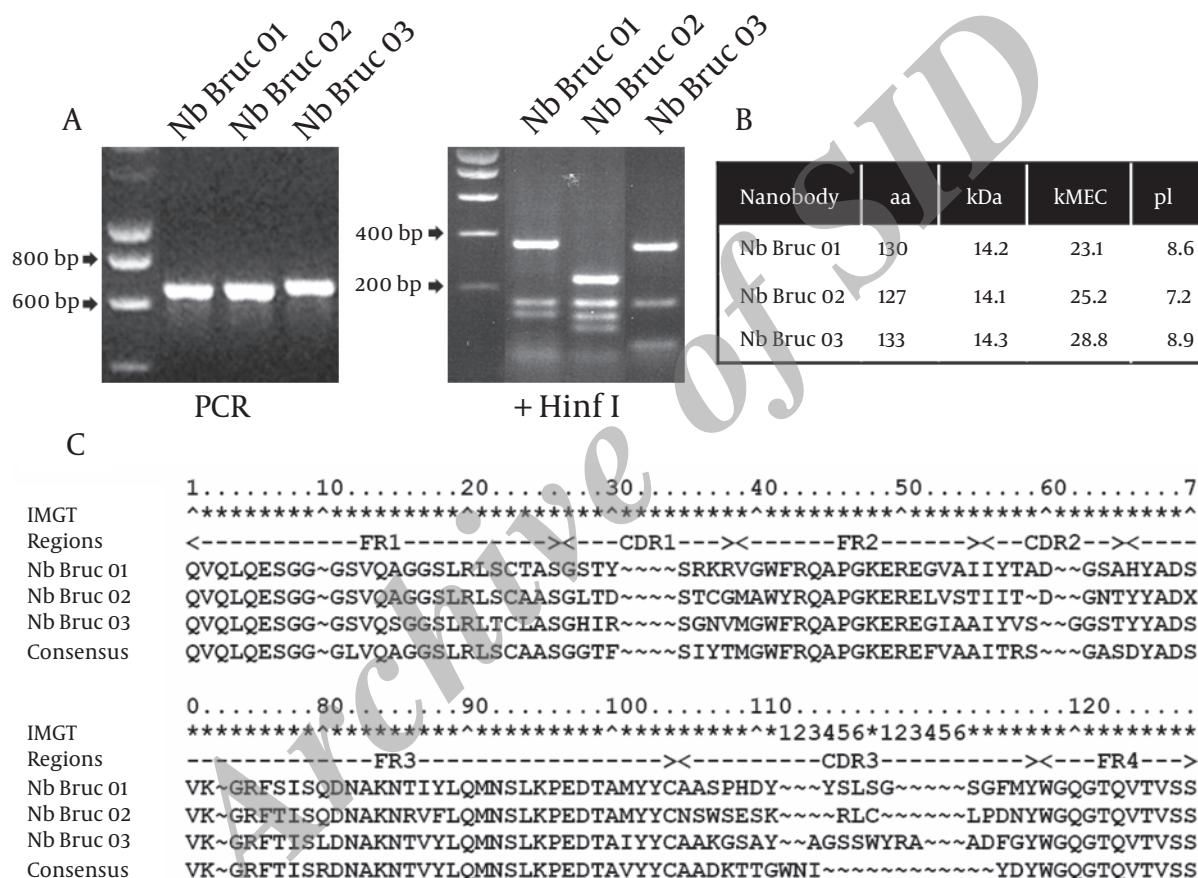 A
Nb Bruc 01
Nb Bruc 02
Nb Bruc 03
800 bp
600 bp
PCR
Nb Bruc 01
Nb Bruc 02
Nb Bruc 03
400 bp
200 bp
+ Hinf I
B
Nanobody aa kDa kMEC pl
Nb Bruc 01 130 14.2 23.1 8.6
Nb Bruc 02 127 14.1 25.2 7.2
Nb Bruc 03 133 14.3 28.8 8.9
C
1........10........20........30........40........50........60........7
IMGT ^********^*********^*********^*********^*********^*********^*********^
Regions <-----------FR1----------><----CDR1---><------FR2------><--CDR2--><-----
Nb Bruc 01 QVQLQESGG~GSVQAGGSLRLSCTASGSTY~~~~SRKRVGWFRQAPGKEREGVAIIYTAD~~GSAHYADS
Nb Bruc 02 QVQLQESGG~GSVQAGGSLRLSCAASGLTD~~~~STCGMAWYRQAPGKERELVSTIIT~D~~GNTYYADX
Nb Bruc 03 QVQLQESGG~GSVQSGGSLRLTCLASGHIR~~~~SGNVMGWFRQAPGKEREGIAAIYVS~~GGSTYYADS
Consensus QVQLQESGG~GLVQAGGSLRLSCAASGGTF~~~~SIYTMGWFRQAPGKEREFVAAITRS~~~GASDYADS
0........80........90........100.......110...............120.......
IMGT *********^*********^*********^*********^*123456*123456*******^********
Regions -------------FR3------------------><---------CDR3----------><---FR4--->
Nb Bruc 01 VK~GRFSISQDNAKNTIYLQMNSLKPEDTAMYYCAASPHDY~~~YSLSG~~~~~SGFMYWGQGTQVTVSS
Nb Bruc 02 VK~GRFTISQDNAKNRVFLQMNSLKPEDTAMYYCNSWSESK~~~~RLC~~~~~~LPDNYWGQGTQVTVSS
Nb Bruc 03 VK~GRFTISLDNAKNTVYLQMNSLKPEDTAIYYCAAKGSAY~~AGSSWYRA~~~ADFGYWGQGTQVTVSS
Consensus VK~GRFTISRDNAKNTVYLQMNSLKPEDTAVYYCAADKTTGWNI~~~~~~~~~~~~YDYWGQGTQVTVSS
Archive of SID